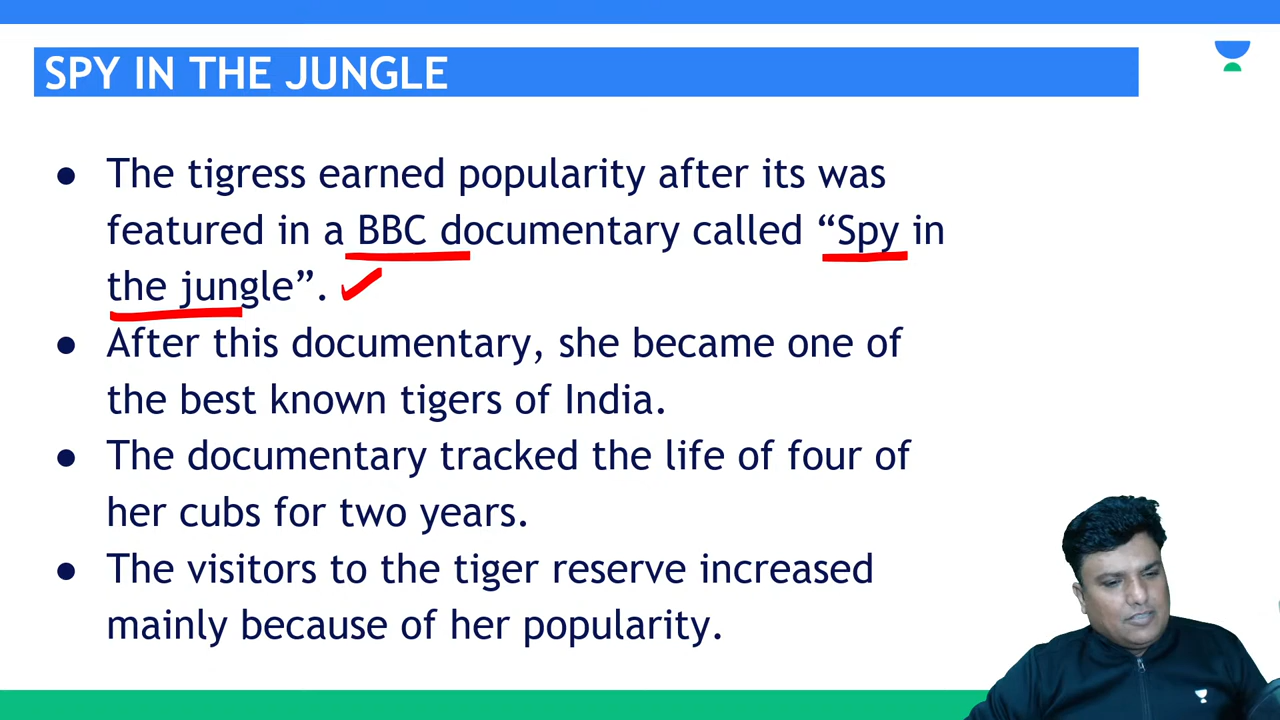 SPY IN THE JUNGLE
● The tigress earned popularity after its was
featured in a BBC documentary called “Spy in
the jungle”.
● After this documentary, she became one of
the best known tigers of India.
● The documentary tracked the life of four of
her cubs for two years.
● The visitors to the tiger reserve increased
mainly because of her popularity.